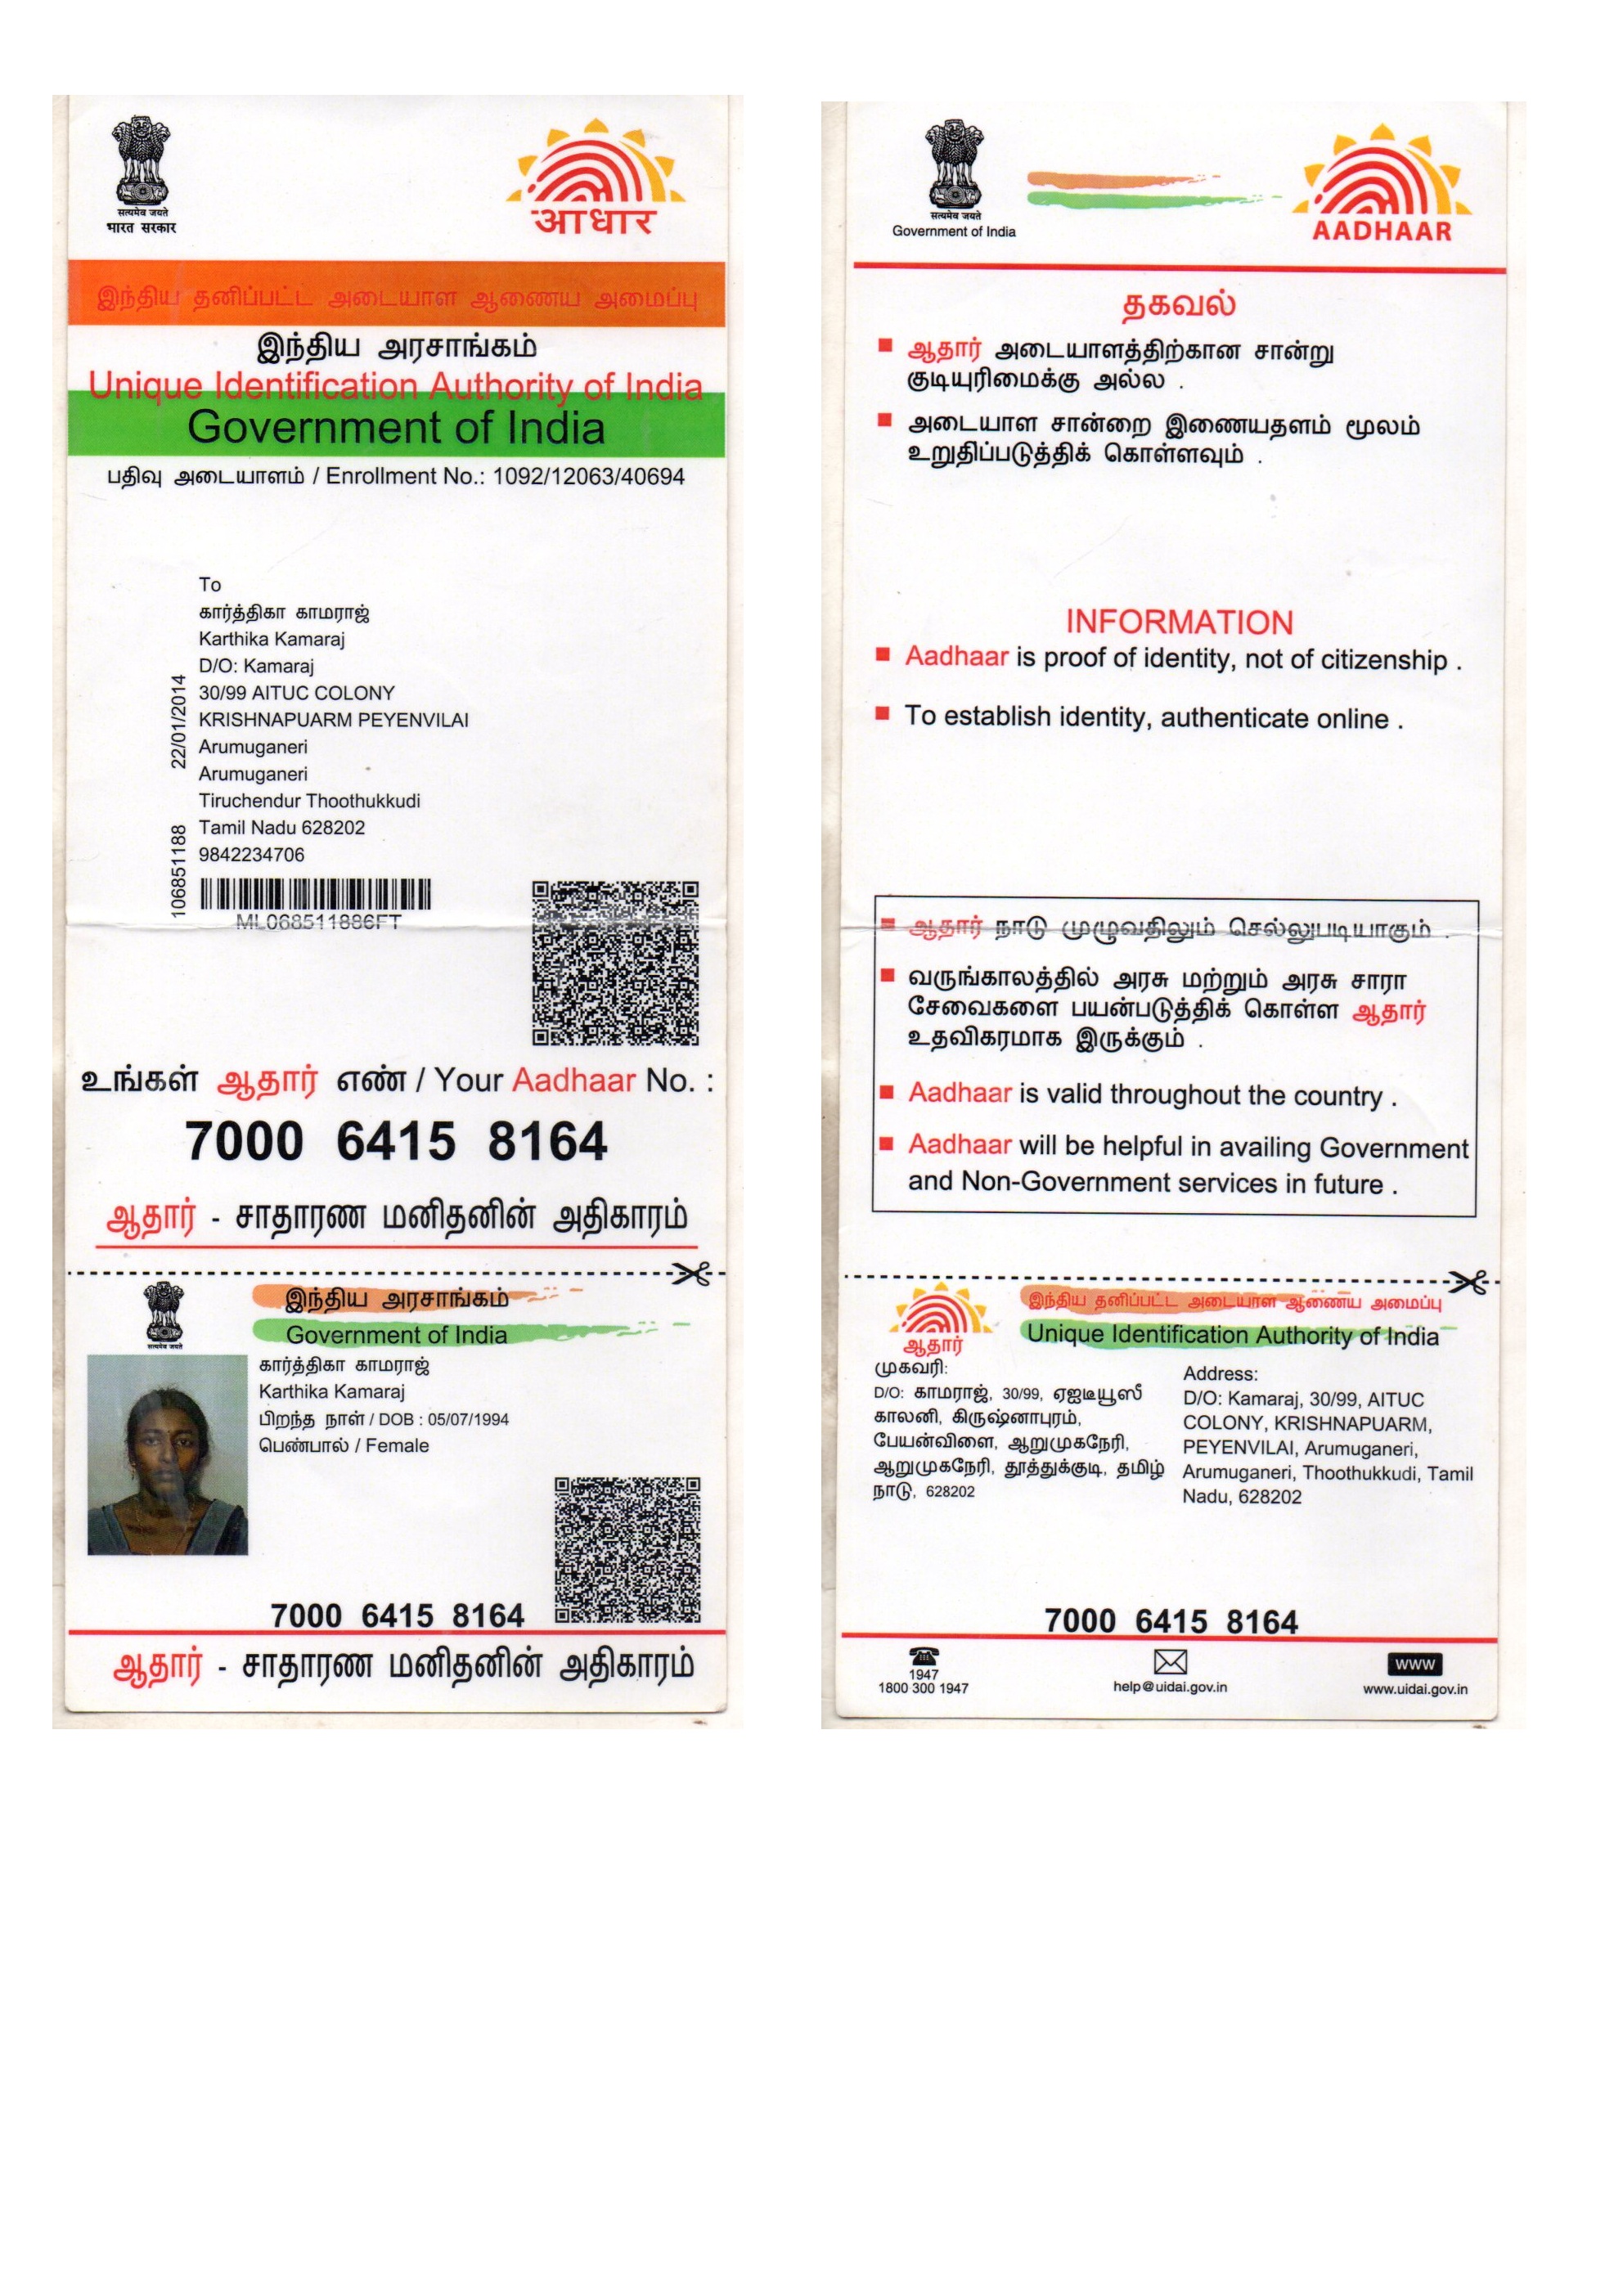 सत्यमेव जयते
भारत सरकार
आधार
இந்திய தனிப்பட்ட அடையாள ஆணைய அமைப்பு
இந்திய அரசாங்கம்
Unique Identification Authority of India
Government of India
பதிவு அடையாளம் / Enrollment No.: 1092/12063/40694
To
கார்த்திகா காமராஜ்
Karthika Kamaraj
D/O: Kamaraj
30/99 AITUC COLONY
KRISHNAPUARM PEYENVILAI
Arumuganeri
Arumuganeri
Tiruchendur Thoothukkudi
Tamil Nadu 628202
9842234706
22/01/2014
106851188
ML068511886FT
உங்கள் ஆதார் எண் / Your Aadhaar No. :
7000 6415 8164
ஆதார் - சாதாரண மனிதனின் அதிகாரம்
सत्यमेव जयते
இந்திய அரசாங்கம்
Government of India
கார்த்திகா காமராஜ்
Karthika Kamaraj
பிறந்த நாள் / DOB : 05/07/1994
பெண்பால் / Female
7000 6415 8164
ஆதார் - சாதாரண மனிதனின் அதிகாரம்
सत्यमेव जयते
Government of India
AADHAAR
தகவல்
ஆதார் அடையாளத்திற்கான சான்று
குடியுரிமைக்கு அல்ல .
அடையாள சான்றை இணையதளம் மூலம்
உறுதிப்படுத்திக் கொள்ளவும் .
INFORMATION
Aadhaar is proof of identity, not of citizenship .
To establish identity, authenticate online .
ஆதார் நாடு முழுவதிலும் செல்லுபடியாகும் .
வருங்காலத்தில் அரசு மற்றும் அரசு சாரா
சேவைகளை பயன்படுத்திக் கொள்ள ஆதார்
உதவிகரமாக இருக்கும் .
Aadhaar is valid throughout the country .
Aadhaar will be helpful in availing Government
and Non-Government services in future .
ஆதார்
இந்திய தனிப்பட்ட அடையாள ஆணைய அமைப்பு
Unique Identification Authority of India
முகவரி:
D/O: காமராஜ், 30/99, ஏஐடியூஸீ
காலனி, கிருஷ்னாபுரம்,
பேயன்விளை, ஆறுமுகநேரி,
ஆறுமுகநேரி, தூத்துக்குடி, தமிழ்
நாடு, 628202
Address:
D/O: Kamaraj, 30/99, AITUC
COLONY, KRISHNAPUARM,
PEYENVILAI, Arumuganeri,
Arumuganeri, Thoothukkudi, Tamil
Nadu, 628202
7000 6415 8164
1947
1800 300 1947
help@uidai.gov.in
WWW
www.uidai.gov.in